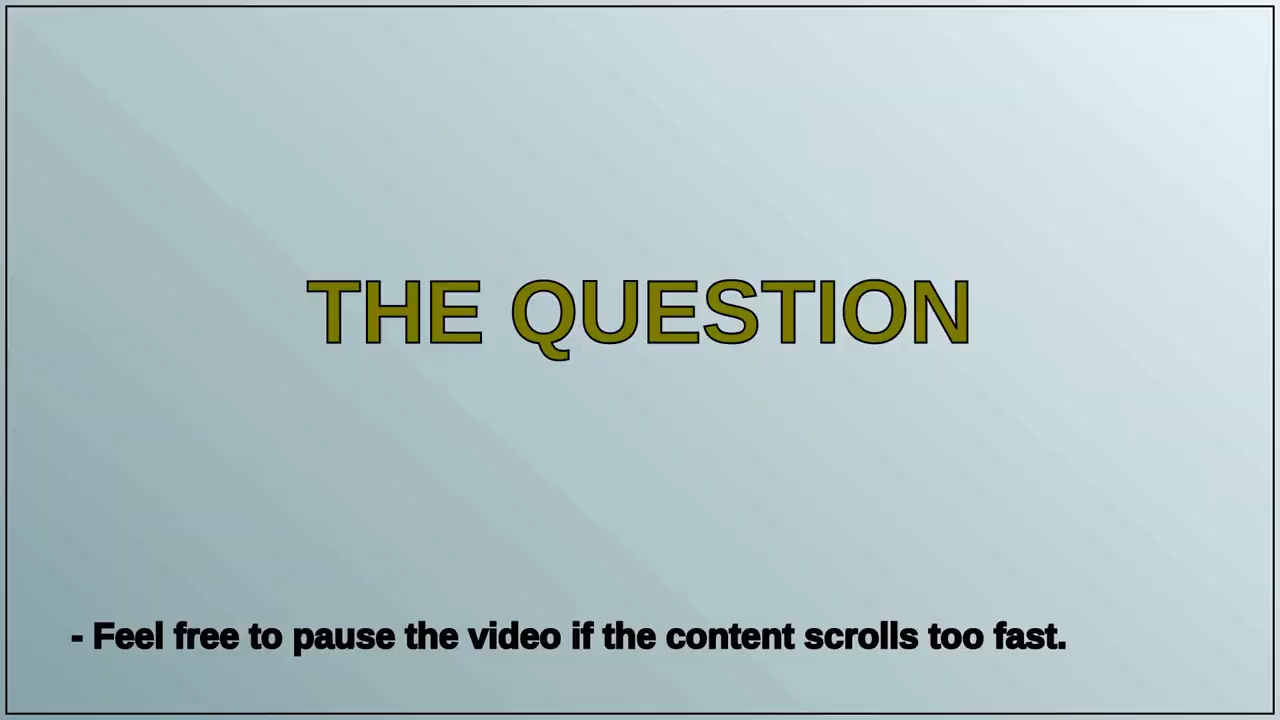 THE QUESTION
- Feel free to pause the video if the content scrolls too fast.